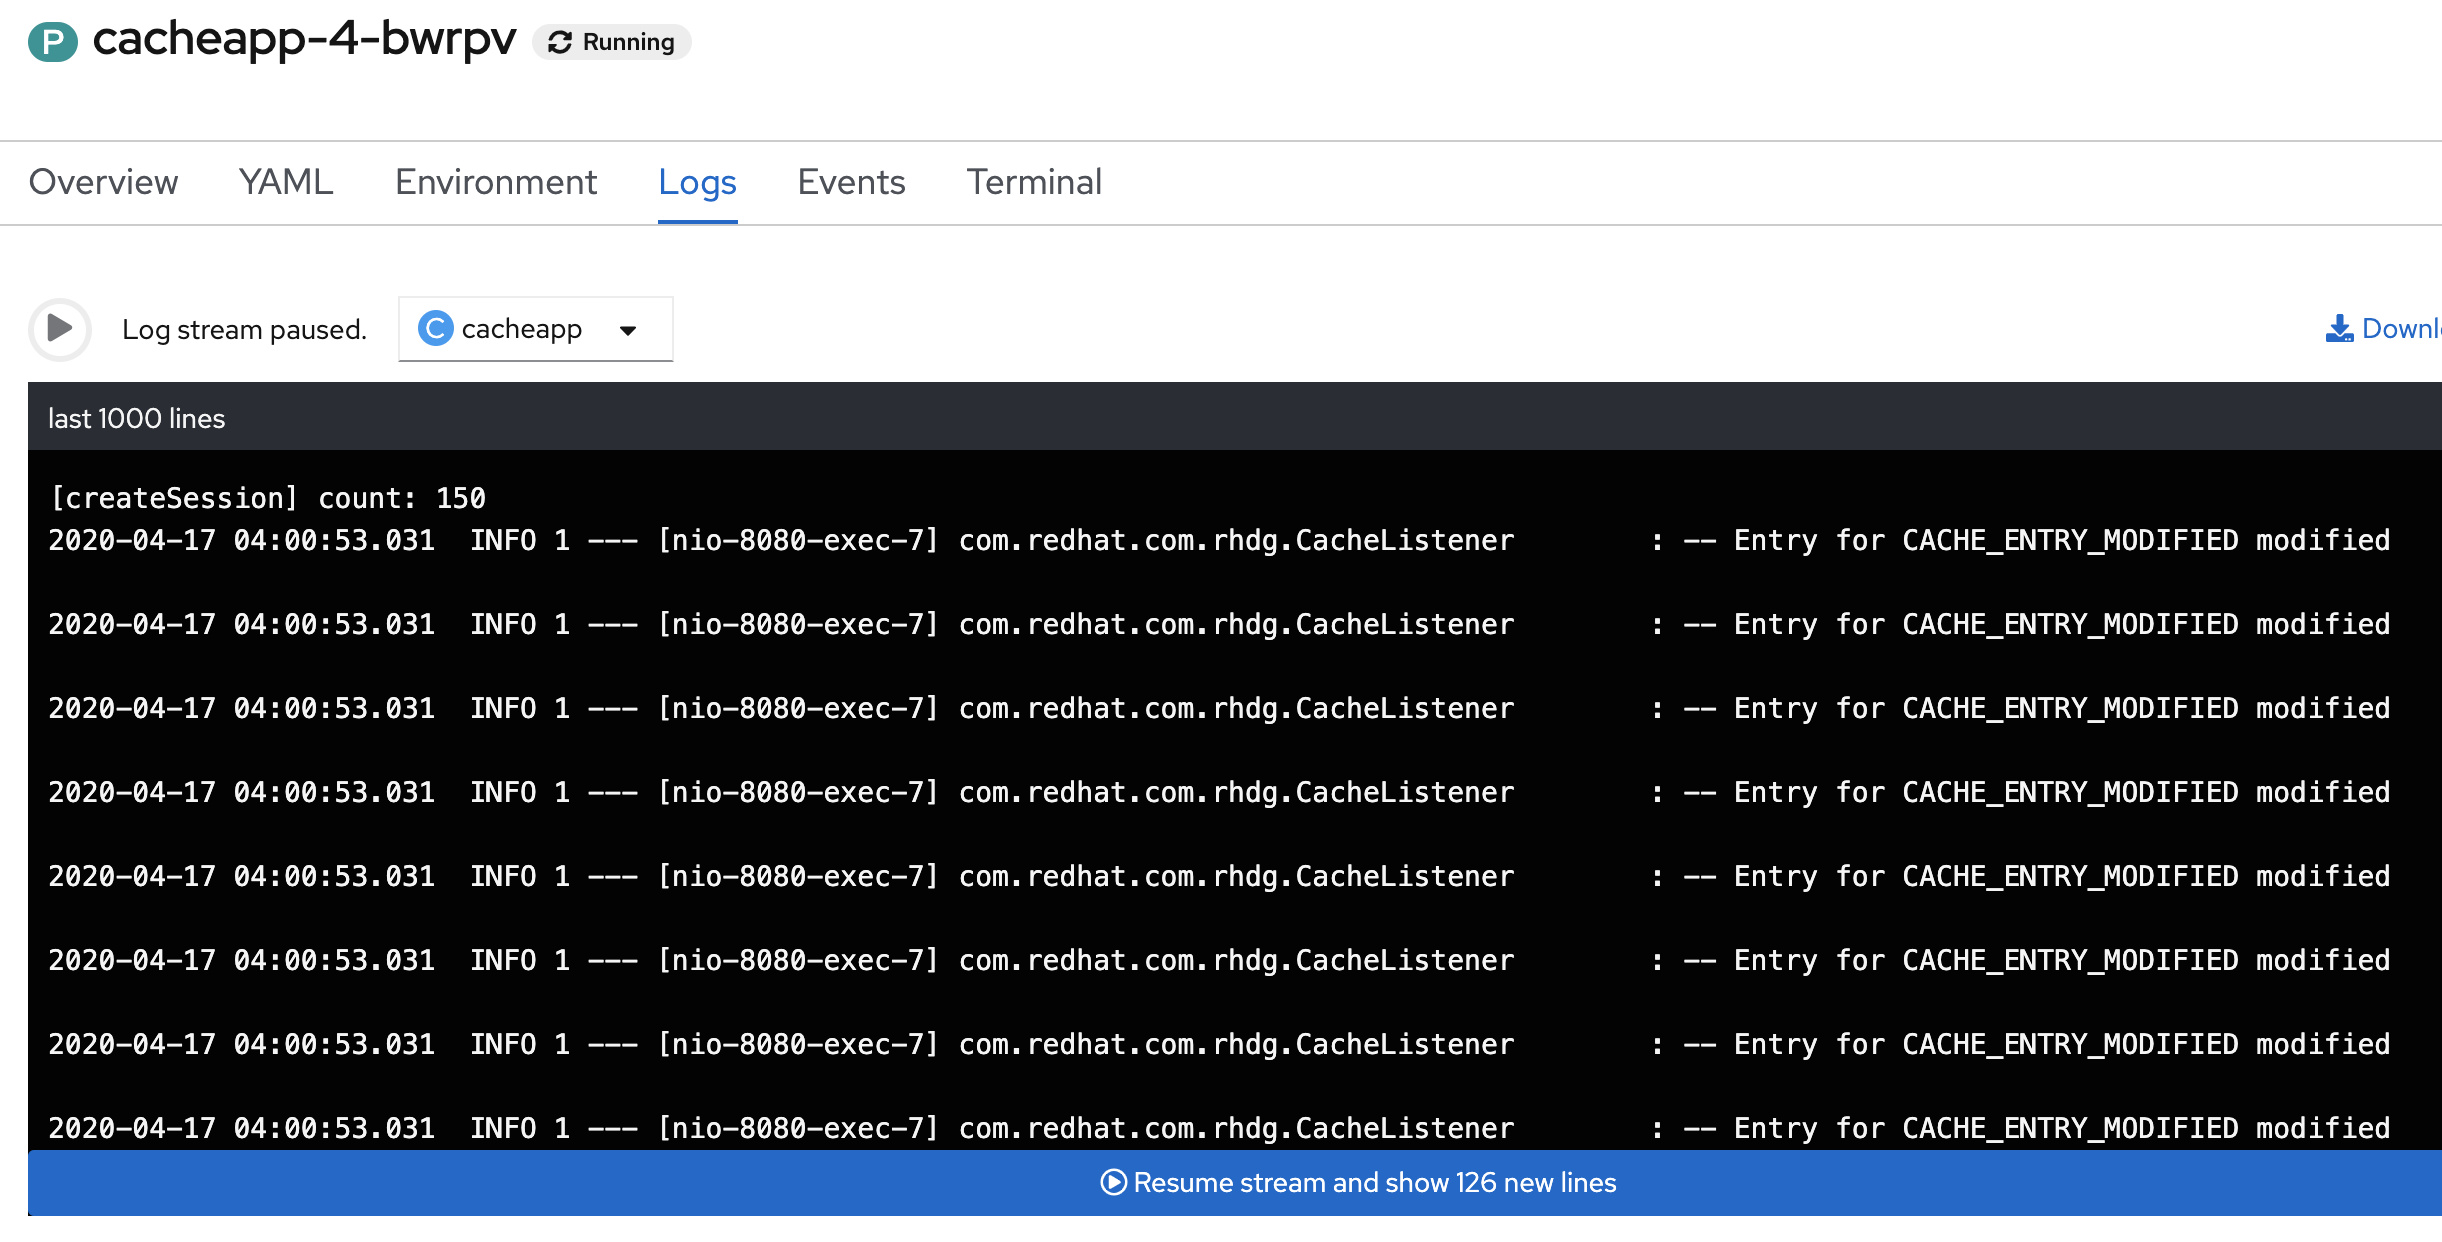 P cacheapp-4-bwrpv Running
Overview YAML Environment Logs Events Terminal
Log stream paused. C cacheapp Downl
last 1000 lines
[createSession] count: 150
2020-04-17 04:00:53.031  INFO 1 --- [nio-8080-exec-7] com.redhat.com.rhdg.CacheListener        : -- Entry for CACHE_ENTRY_MODIFIED modified
2020-04-17 04:00:53.031  INFO 1 --- [nio-8080-exec-7] com.redhat.com.rhdg.CacheListener        : -- Entry for CACHE_ENTRY_MODIFIED modified
2020-04-17 04:00:53.031  INFO 1 --- [nio-8080-exec-7] com.redhat.com.rhdg.CacheListener        : -- Entry for CACHE_ENTRY_MODIFIED modified
2020-04-17 04:00:53.031  INFO 1 --- [nio-8080-exec-7] com.redhat.com.rhdg.CacheListener        : -- Entry for CACHE_ENTRY_MODIFIED modified
2020-04-17 04:00:53.031  INFO 1 --- [nio-8080-exec-7] com.redhat.com.rhdg.CacheListener        : -- Entry for CACHE_ENTRY_MODIFIED modified
2020-04-17 04:00:53.031  INFO 1 --- [nio-8080-exec-7] com.redhat.com.rhdg.CacheListener        : -- Entry for CACHE_ENTRY_MODIFIED modified
2020-04-17 04:00:53.031  INFO 1 --- [nio-8080-exec-7] com.redhat.com.rhdg.CacheListener        : -- Entry for CACHE_ENTRY_MODIFIED modified
2020-04-17 04:00:53.031  INFO 1 --- [nio-8080-exec-7] com.redhat.com.rhdg.CacheListener        : -- Entry for CACHE_ENTRY_MODIFIED modified
Resume stream and show 126 new lines